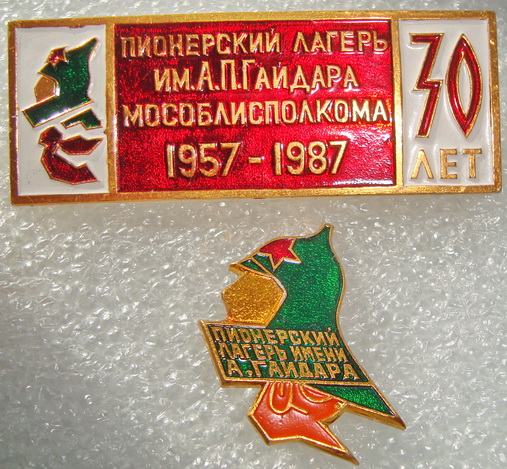 ПИОНЕРСКИЙ ЛАГЕРЬ
ИМ. А.П. ГАЙДАРА
МОСОБЛИСПОЛКОМА
1957 - 1987
30
ЛЕТ
ПИОНЕРСКИЙ
ЛАГЕРЬ ИМЕНИ
А. ГАЙДАРА